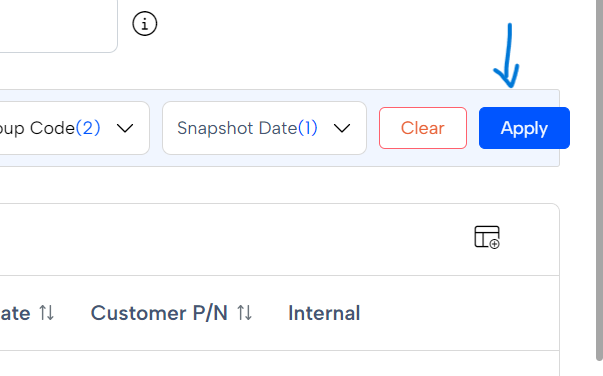 oup Code(2) Snapshot Date(1) Clear Apply
ate Customer P/N Internal